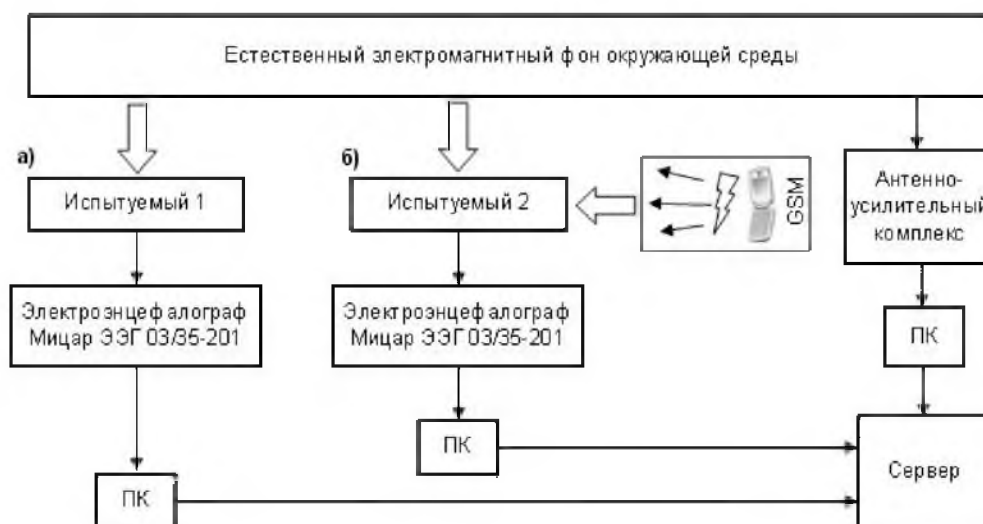 Естественный электромагнитный фон окружающей среды
а)
Испытуемый 1
Электроэнцефалограф
Мицар ЭЭГ 03/35-201
ПК
б)
Испытуемый 2
GSM
Электроэнцефалограф
Мицар ЭЭГ 03/35-201
ПК
Антенно-
усилительный
комплекс
ПК
Сервер